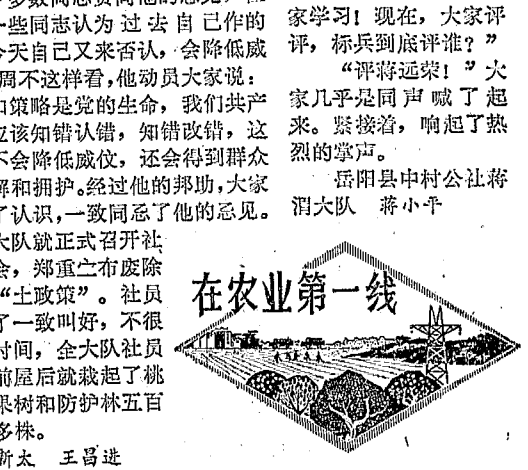 一些同志认为过去自己作的
今天自己又来否认,会降低威
周不这样看,他动员大家说:
和策略是党的生命,我们共产
应该知错认错,知错改错,这
不会降低威仪,还会得到群众
解和拥护。经过他的帮助,大家
了认识,一致同意了他的意见。
大队就正式召开社
会,郑重宣布废除
“土政策”。社员
了一致叫好,不很
时间,全大队社员
前屋后就栽起了桃
果树和防护林五百
多株。
新太 王昌进
家学习!现在,大家评
评,标兵到底评谁?”
“评蒋远荣!”大
家几乎是同声喊了起
来。紧接着,响起了热
烈的掌声。
岳阳县中村公社蒋
渭大队 蒋小平
在农业第一线